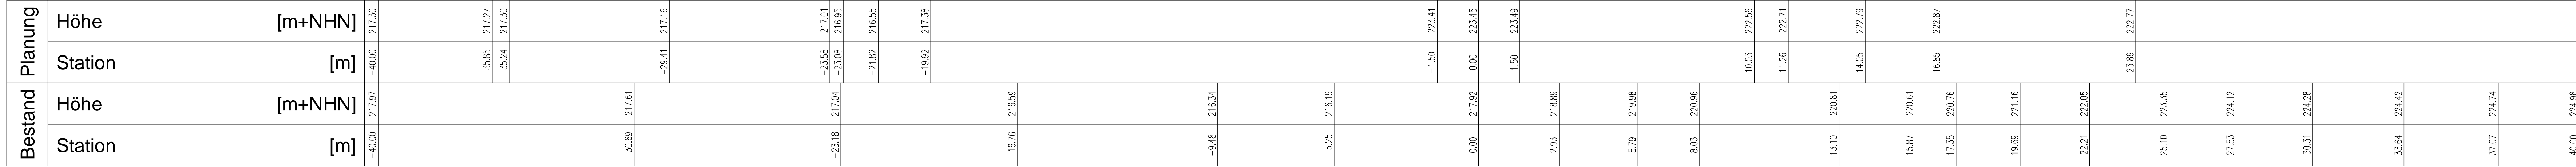 Planung
Höhe [m+NHN] 217.30 217.27 217.30 217.16 217.01 216.95 216.55 217.38 223.41 223.45 223.49 222.56 222.71 222.79 222.87 222.77
Station [m] -40.00 -35.85 -35.24 -29.41 -23.58 -23.08 -21.82 -19.92 -1.50 0.00 1.50 10.03 11.26 14.05 16.85 23.89
Bestand
Höhe [m+NHN] 217.97 217.61 217.04 216.59 216.34 216.19 217.92 218.89 219.98 220.96 220.81 220.61 220.76 221.16 222.05 223.35 224.12 224.28 224.42 224.74 224.98
Station [m] -40.00 -30.69 -23.18 -16.76 -9.48 -5.25 0.00 2.93 5.79 8.03 13.10 15.87 17.35 19.69 22.21 25.10 27.53 30.31 33.64 37.07 40.00